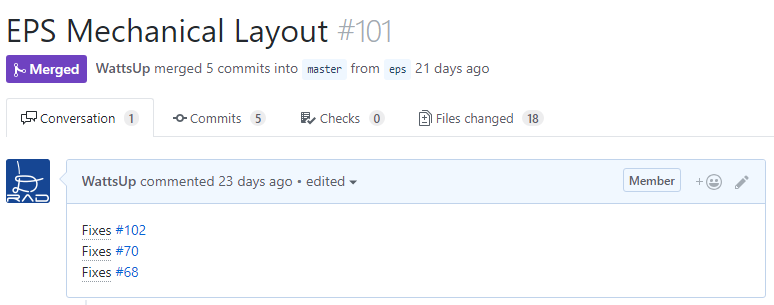 EPS Mechanical Layout #101
Merged WattsUp merged 5 commits into master from eps 21 days ago
Conversation 1 Commits 5 Checks 0 Files changed 18
RAD
WattsUp commented 23 days ago • edited Member
Fixes #102
Fixes #70
Fixes #68